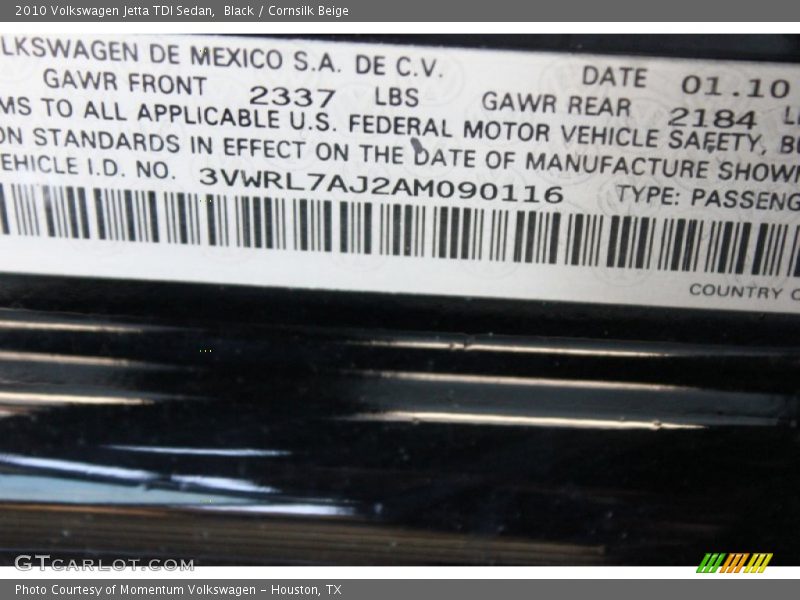 2010 Volkswagen Jetta TDI Sedan, Black / Cornsilk Beige
LKSWAGEN DE MEXICO S.A. DE C.V. DATE 01.10
GAWR FRONT 2337 LBS GAWR REAR 2184 L
MS TO ALL APPLICABLE U.S. FEDERAL MOTOR VEHICLE SAFETY, BU
ON STANDARDS IN EFFECT ON THE DATE OF MANUFACTURE SHOWN
EHICLE I.D. NO. 3VWRL7AJ2AM090116 TYPE: PASSENG
COUNTRY O
GTCARLOT.COM
Photo Courtesy of Momentum Volkswagen - Houston, TX